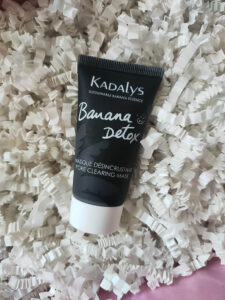 KADALYS
SUSTAINABLE BANANA SCIENCE
Banana
Detox
MASQUE DÉSINCRUSTANT
PORE CLEARING MASK